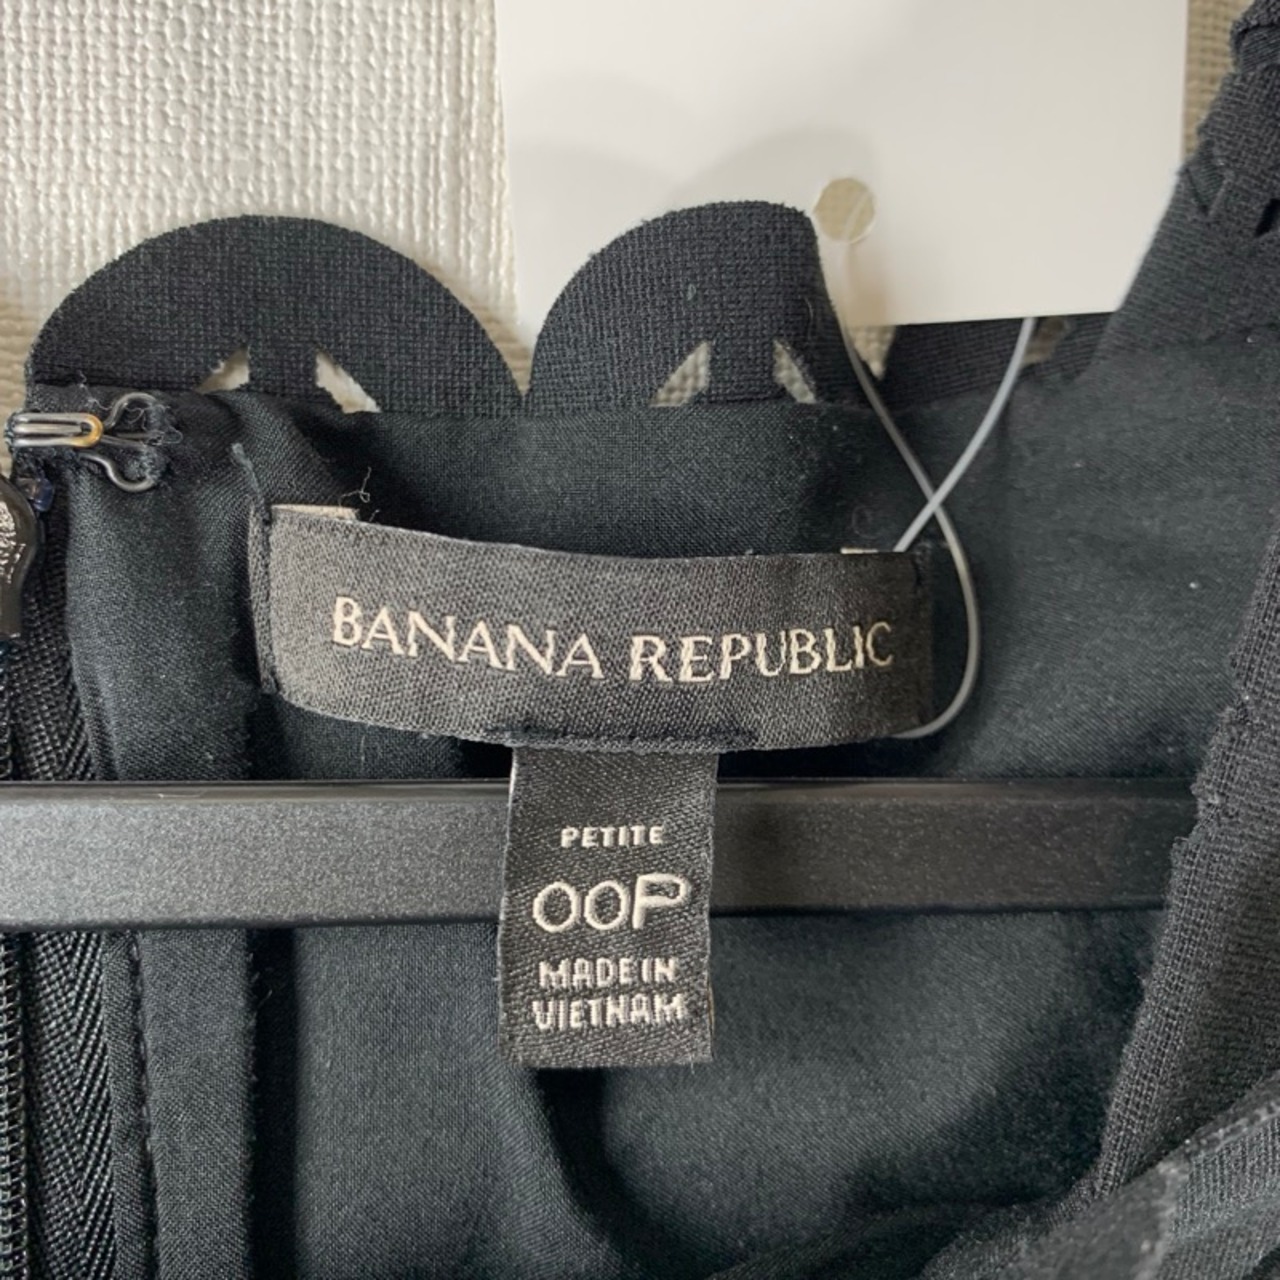 BANANA REPUBLIC
PETITE
00P
MADE IN
VIETNAM